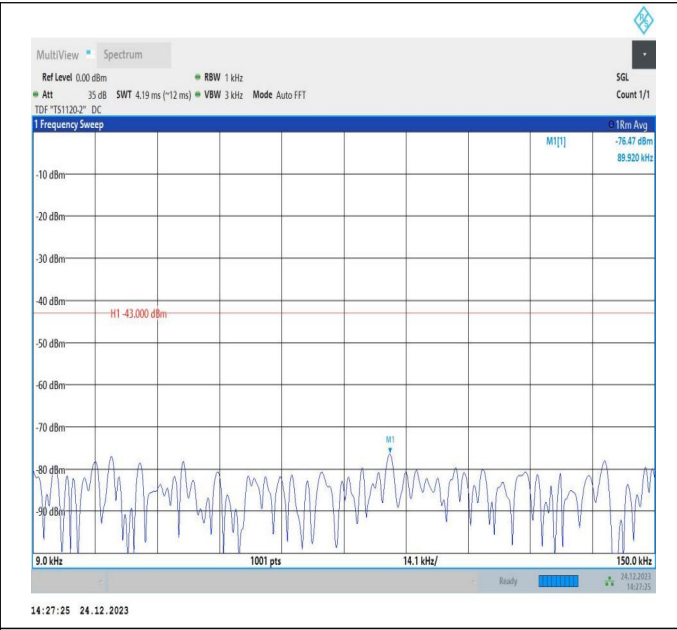 R S
MultiView Spectrum
Ref Level 0.00 dBm RBW 1 kHz SGL
Att 35 dB SWT 4.19 ms (~12 ms) VBW 3 kHz Mode Auto FFT Count 1/1
TDF "TS1120-2" DC
1 Frequency Sweep 1Rm Avg
M1[1] -76.47 dBm
89.920 kHz
-10 dBm
-20 dBm
-30 dBm
-40 dBm
H1 -43.000 dBm
-50 dBm
-60 dBm
-70 dBm
M1
-80 dBm
-90 dBm
9.0 kHz 1001 pts 14.1 kHz/ 150.0 kHz
Ready 24.12.2023
14:27:25
14:27:25 24.12.2023